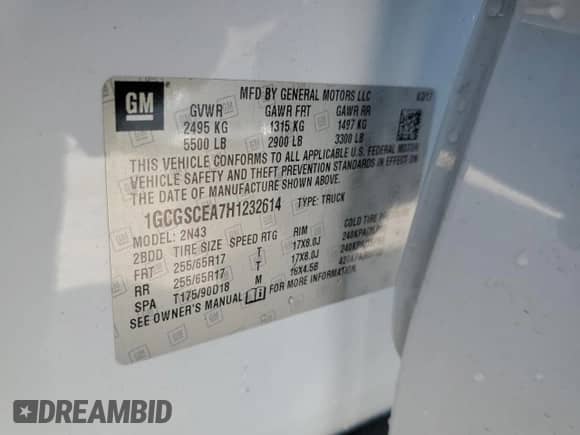 GM
MFD BY GENERAL MOTORS LLC 03/17
GVWR GAWR FRT GAWR RR
2495 KG 1315 KG 1497 KG
5500 LB 2900 LB 3300 LB
THIS VEHICLE CONFORMS TO ALL APPLICABLE U.S. FEDERAL MOTOR
VEHICLE SAFETY AND THEFT PREVENTION STANDARDS IN EFFECT ON
THE DATE OF MANUFACTURE SHOWN ABOVE.
1GCGSCEA7H1232614 TYPE: TRUCK
MODEL: 2N43
2BDD TIRE SIZE SPEED RTG RIM COLD TIRE
FRT 255/65R17 T 17X8.0J
RR 255/65R17 T 17X8.0J
SPA T175/90D18 M 18X4.5B
SEE OWNER'S MANUAL FOR MORE INFORMATION.
DREAMBID